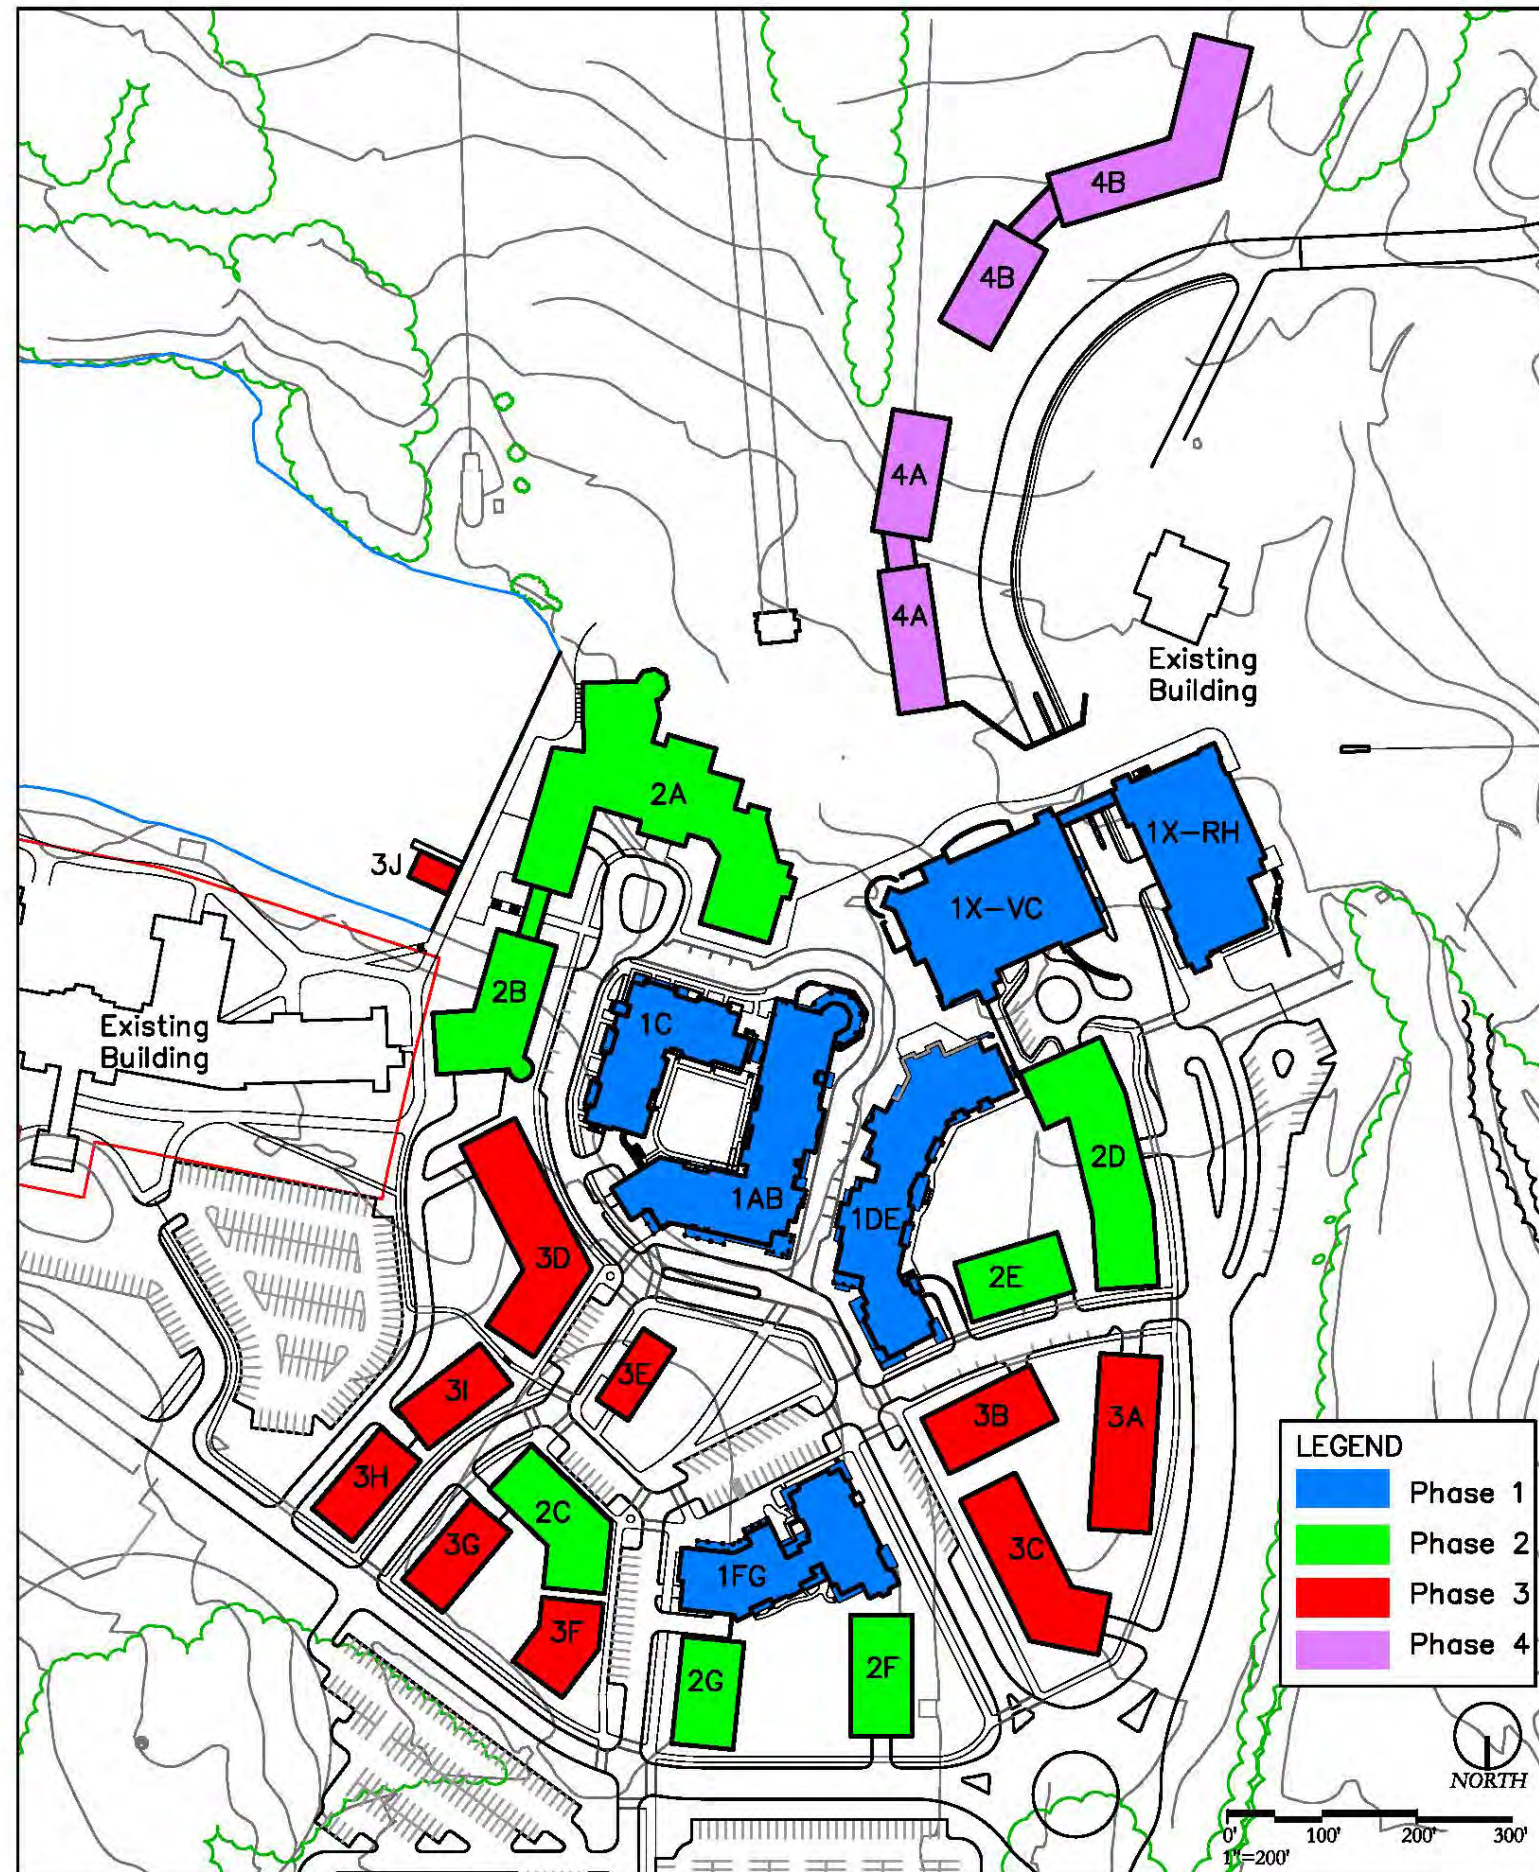 4B
4B
4A
4A
Existing
Building
2A
1X-RH
3J
1X-VC
2B
1C
Existing
Building
2D
1AB
1DE
3D
2E
3E
3I
3B
3A
LEGEND
Phase 1
Phase 2
Phase 3
Phase 4
3H
2C
3G
3C
1FG
3F
2G
2F
NORTH
0' 100' 200' 300'
1"=200'